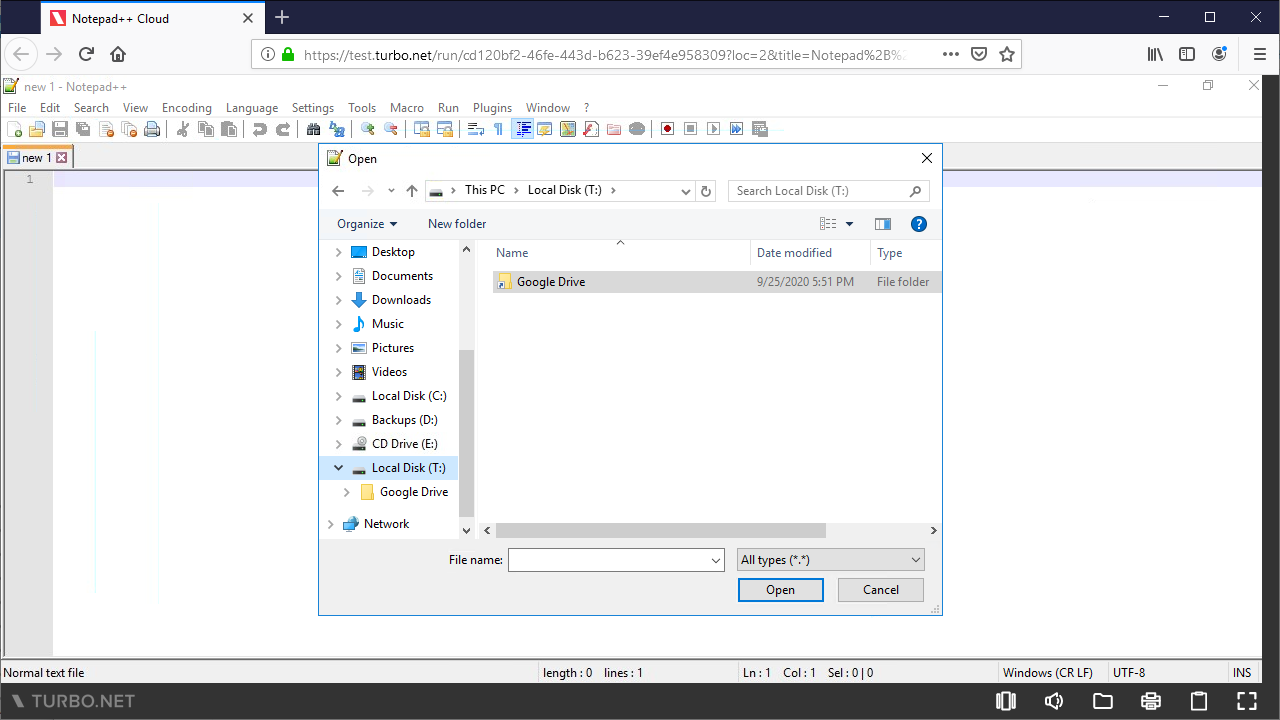 Notepad++ Cloud
https://test.turbo.net/run/cd120bf2-46fe-443d-b623-39ef4e958309?loc=2&title=Notepad%2B%2
new 1 - Notepad++
File Edit Search View Encoding Language Settings Tools Macro Run Plugins Window ?
new 1
1
Open
This PC Local Disk (T:)
Search Local Disk (T:)
Organize New folder
Desktop
Documents
Downloads
Music
Pictures
Videos
Local Disk (C:)
Backups (D:)
CD Drive (E:)
Local Disk (T:)
Google Drive
Network
Name Date modified Type
Google Drive 9/25/2020 5:51 PM File folder
File name: All types (*.*)
Open Cancel
Normal text file length : 0 lines : 1 Ln : 1 Col : 1 Sel : 0 | 0 Windows (CR LF) UTF-8 INS
TURBO.NET